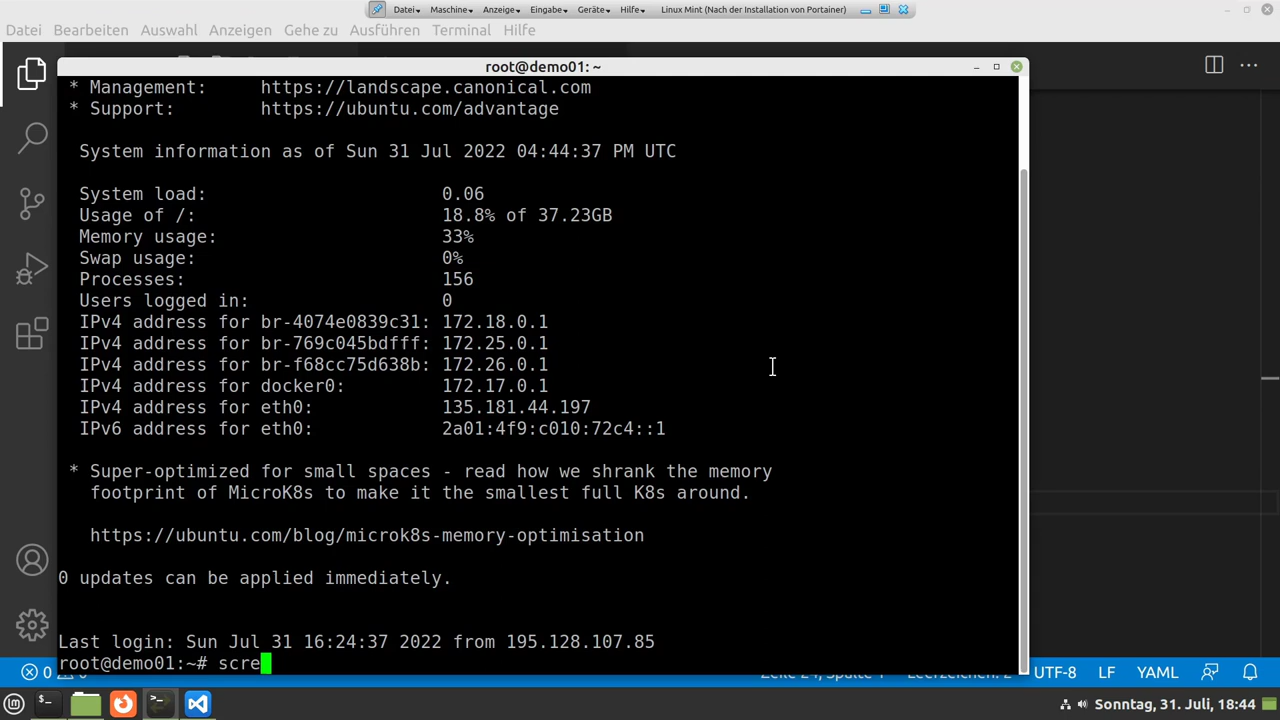 Datei Maschine Anzeige Eingabe Geräte Hilfe Linux Mint (Nach der Installation von Portainer)
Datei Bearbeiten Auswahl Anzeigen Gehe zu Ausführen Terminal Hilfe
root@demo01: ~
* Management: https://landscape.canonical.com
* Support: https://ubuntu.com/advantage
System information as of Sun 31 Jul 2022 04:44:37 PM UTC
System load: 0.06
Usage of /: 18.8% of 37.23GB
Memory usage: 33%
Swap usage: 0%
Processes: 156
Users logged in: 0
IPv4 address for br-4074e0839c31: 172.18.0.1
IPv4 address for br-769c045bdfff: 172.25.0.1
IPv4 address for br-f68cc75d638b: 172.26.0.1
IPv4 address for docker0: 172.17.0.1
IPv4 address for eth0: 135.181.44.197
IPv6 address for eth0: 2a01:4f9:c010:72c4::1
* Super-optimized for small spaces - read how we shrank the memory
footprint of MicroK8s to make it the smallest full K8s around.
https://ubuntu.com/blog/microk8s-memory-optimisation
0 updates can be applied immediately.
Last login: Sun Jul 31 16:24:37 2022 from 195.128.107.85
root@demo01:~# scre
0 UTF-8 LF YAML
Sonntag, 31. Juli, 18:44